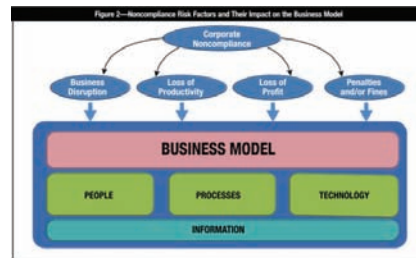 Figure 2—Noncompliance Risk Factors and Their Impact on the Business Model
Corporate
Noncompliance
Business
Disruption
Loss of
Productivity
Loss of
Profit
Penalties
and/or Fines
BUSINESS MODEL
PEOPLE
PROCESSES
TECHNOLOGY
INFORMATION